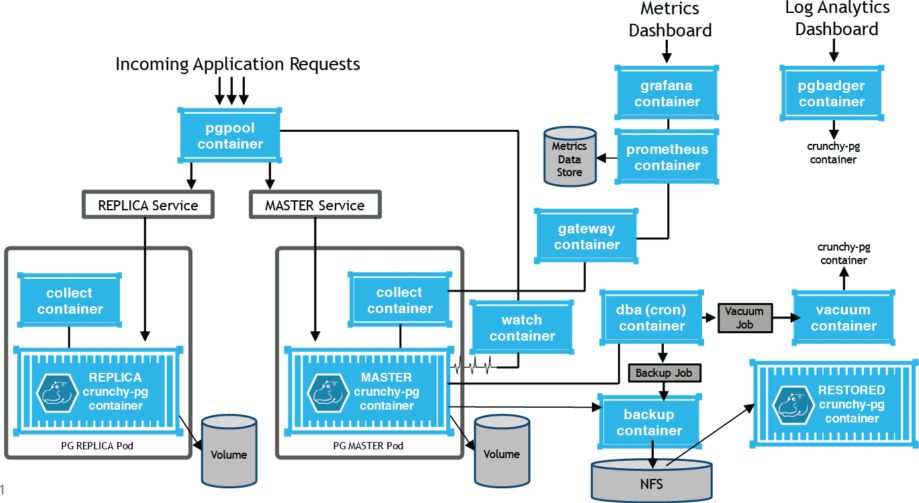 Metrics
Dashboard
Log Analytics
Dashboard
Incoming Application Requests
grafana
container
pgbadger
container
pgpool
container
Metrics
Data
Store
prometheus
container
crunchy-pg
container
REPLICA Service
MASTER Service
gateway
container
crunchy-pg
container
collect
container
collect
container
watch
container
dba (cron)
container
Vacuum
Job
vacuum
container
Backup Job
REPLICA
crunchy-pg
container
MASTER
crunchy-pg
container
backup
container
RESTORED
crunchy-pg
container
PG REPLICA Pod
Volume
PG MASTER Pod
Volume
NFS
1